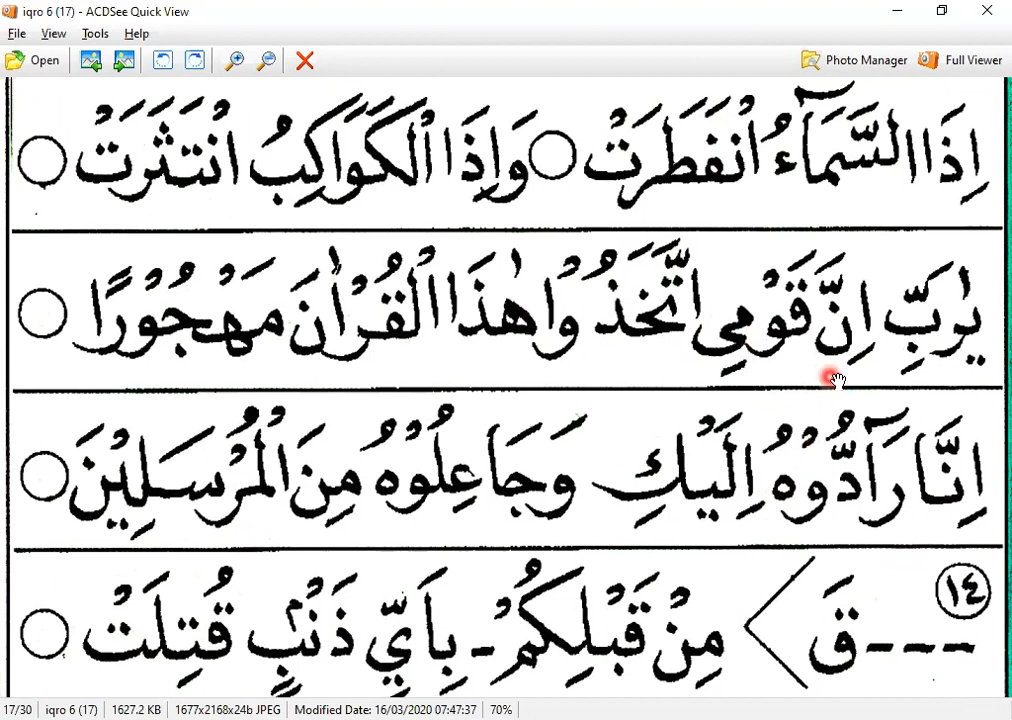 iqro 6 (17) - ACDSee Quick View
File View Tools Help
Open Photo Manager Full Viewer
اِذَا السَّمَآءُ انْفَطَرَتْ ○ وَاِذَا الْكَوَاكِبُ انْتَثَرَتْ ○
يٰرَبِّ اِنَّ قَوْمِى اتَّخَذُوْا هٰذَا الْقُرْاٰنَ مَهْجُوْرًا ○
اِنَّا رَآدُّوْهُ اِلَيْكِ وَجَاعِلُوْهُ مِنَ الْمُرْسَلِيْنَ ○
١٤ - - - قَ > مِنْ قَبْلِكُمْ - بِاَيِّ ذَنْۢبٍ قُتِلَتْ ○
17/30 iqro 6 (17) 1627.2 KB 1677x2168x24b JPEG Modified Date: 16/03/2020 07:47:37 70%